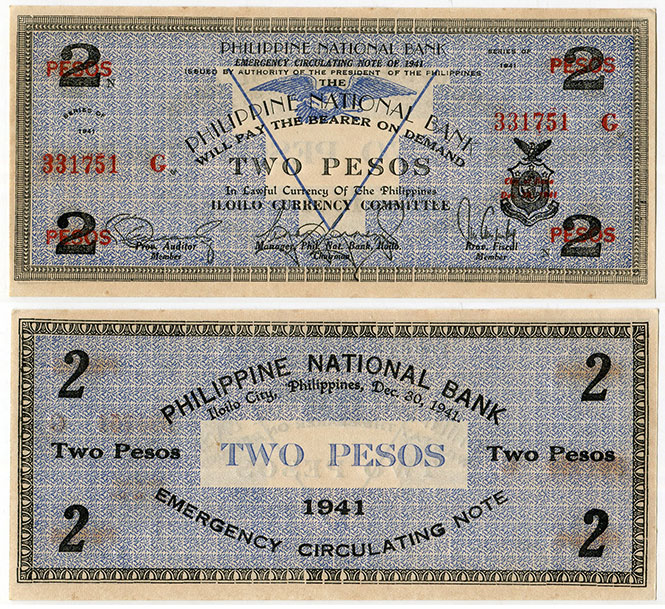 2 PESOS
PHILIPPINE NATIONAL BANK
EMERGENCY CIRCULATING NOTE OF 1941
ISSUED BY AUTHORITY OF THE PRESIDENT OF THE PHILIPPINES
SERIES OF
1941
2 PESOS
N
THE
PHILIPPINE NATIONAL BANK
WILL PAY THE BEARER ON DEMAND
SERIES OF
1941
331751 G
331751 G
TWO PESOS
In Lawful Currency Of The Philippines
ILOILO CURRENCY COMMITTEE
2 PESOS
Prov. Auditor
Member
Manager, Phil. Nat. Bank, Iloilo
Chairman
Prov. Fiscal
Member
N
2 PESOS
2
PHILIPPINE NATIONAL BANK
2
Iloilo City, Philippines, Dec. 30, 1941.
Two Pesos
TWO PESOS
Two Pesos
1941
2
EMERGENCY CIRCULATING NOTE
2